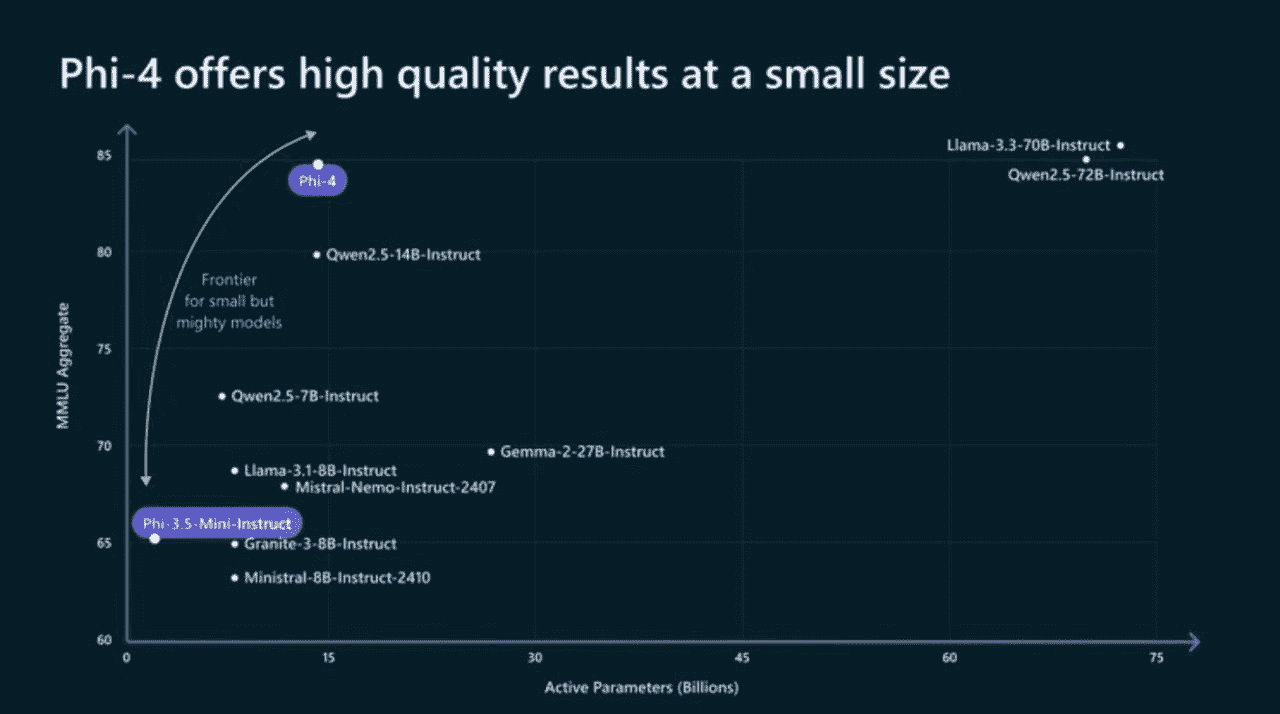 Phi-4 offers high quality results at a small size
85
80
75
70
65
60
MMLU Aggregate
Frontier
for small but
mighty models
Phi-4
Llama-3.3-70B-Instruct
Qwen2.5-72B-Instruct
Qwen2.5-14B-Instruct
Qwen2.5-7B-Instruct
Gemma-2-27B-Instruct
Llama-3.1-8B-Instruct
Mistral-Nemo-Instruct-2407
Phi-3.5-Mini-Instruct
Granite-3-8B-Instruct
Ministral-8B-Instruct-2410
0 15 30 45 60 75
Active Parameters (Billions)